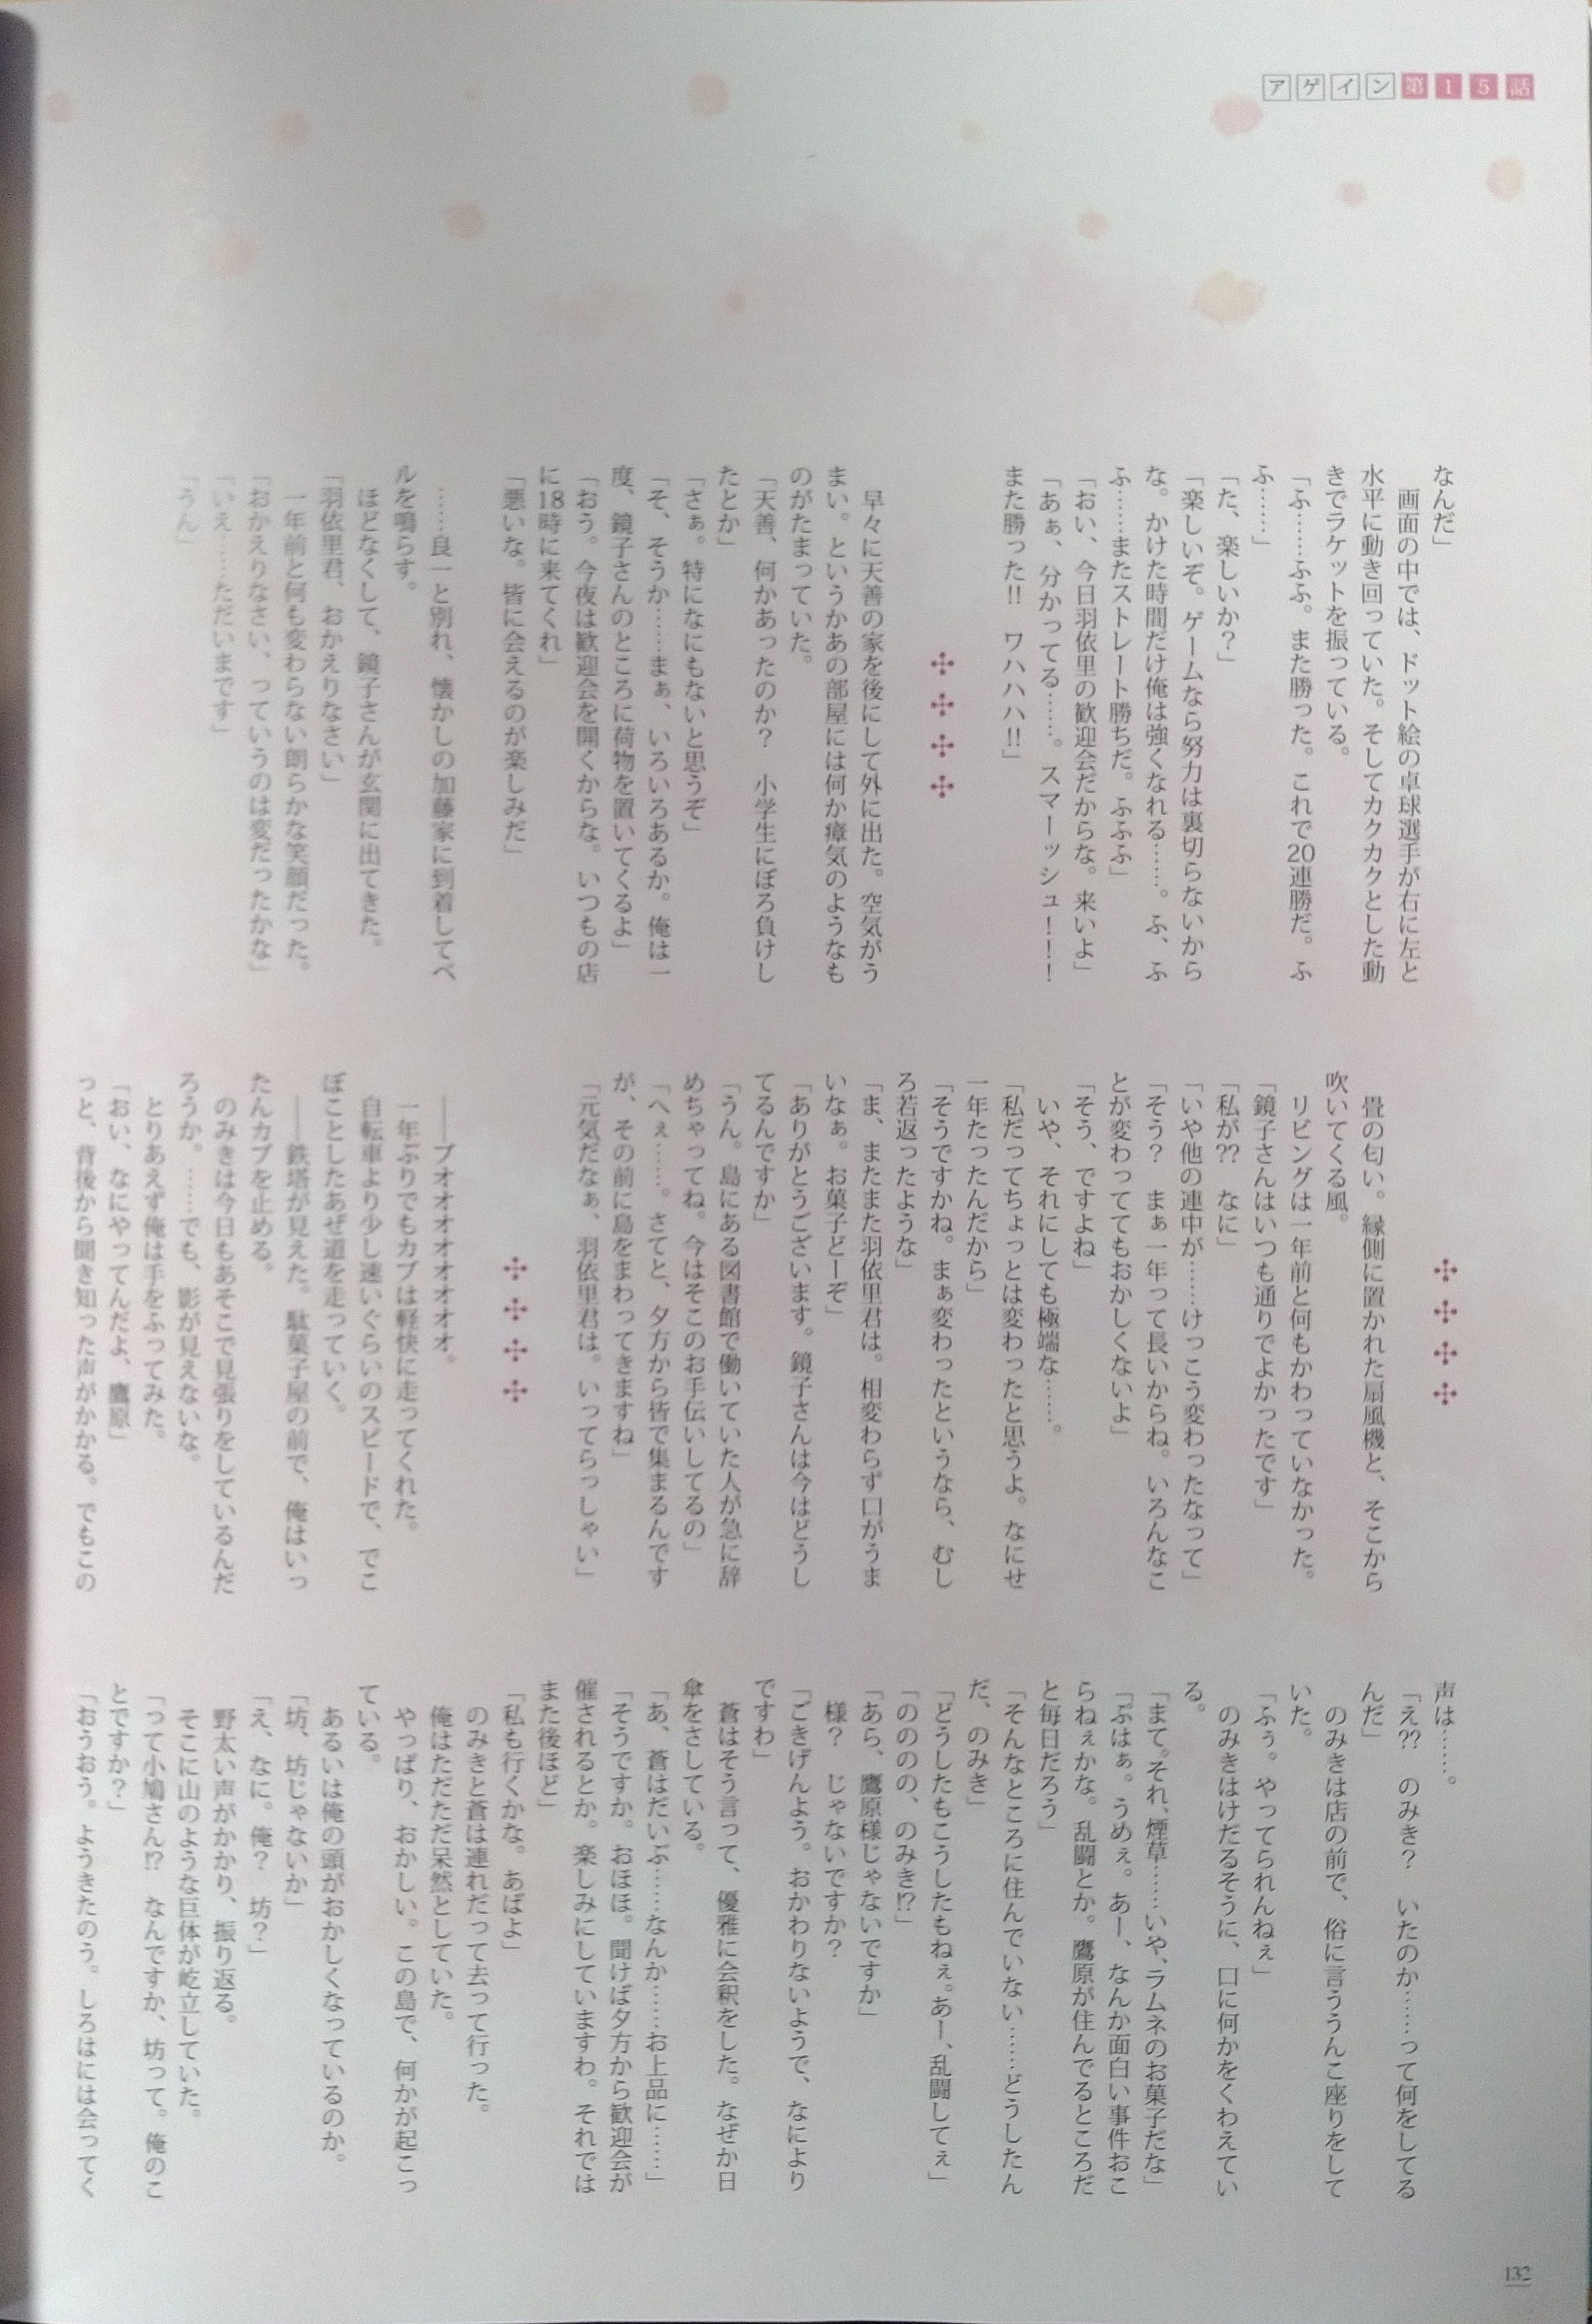 アゲイン第15話
なんだ」
　画面の中では、ドット絵の卓球選手が右に左と
水平に動き回っていた。そしてカクカクとした動
きでラケットを振っている。
「ふ……ふふ。また勝った。これで20連勝だ。ふ
ふ……」
「た、楽しいか？」
「楽しいぞ。ゲームなら努力は裏切らないから
な。かけた時間だけ俺は強くなれる……。ふ、ふ
ふ……またストレート勝ちだ。ふふふ」
「おい、今日羽依里の歓迎会だからな。来いよ」
「あぁ、分かってる……。スマーッシュ！！！
また勝った!!　ワハハハ!!」
✣✣✣✣
　早々に天善の家を後にして外に出た。空気がう
まい。というかあの部屋には何か瘴気のようなも
のがたまっていた。
「天善、何かあったのか？　小学生にぼろ負けし
たとか」
「さぁ。特になにもないと思うぞ」
「そ、そうか……まぁ、いろいろあるか。俺は一
度、鏡子さんのところに荷物を置いてくるよ」
「おう。今夜は歓迎会を開くからな。いつもの店
に18時に来てくれ」
「悪いな。皆に会えるのが楽しみだ」
　……良一と別れ、懐かしの加藤家に到着してベ
ルを鳴らす。
　ほどなくして、鏡子さんが玄関に出てきた。
「羽依里君、おかえりなさい」
　一年前と何も変わらない朗らかな笑顔だった。
「おかえりなさい、っていうのは変だったかな」
「いえ……ただいまです」
「うん」
✣✣✣✣
　畳の匂い。縁側に置かれた扇風機と、そこから
吹いてくる風。
　リビングは一年前と何もかわっていなかった。
「鏡子さんはいつも通りでよかったです」
「私が??　なに」
「いや他の連中が……けっこう変わったなって」
「そう？　まぁ一年って長いからね。いろんなこ
とが変わっててもおかしくないよ」
「そう、ですよね」
　いや、それにしても極端な……。
「私だってちょっとは変わったと思うよ。なにせ
一年たったんだから」
「そうですかね。まぁ変わったというなら、むし
ろ若返ったような」
「ま、またまた羽依里君は。相変わらず口がうま
いなぁ。お菓子どーぞ」
「ありがとうございます。鏡子さんは今はどうし
てるんですか」
「うん。島にある図書館で働いていた人が急に辞
めちゃってね。今はそこのお手伝いしてるの」
「へぇ……。さてと、夕方から皆で集まるんです
が、その前に島をまわってきますね」
「元気だなぁ、羽依里君は。いってらっしゃい」
✣✣✣✣
　――ブオオオオオオオオ。
　一年ぶりでもカブは軽快に走ってくれた。
　自転車より少し速いぐらいのスピードで、でこ
ぼことしたあぜ道を走っていく。
　――鉄塔が見えた。駄菓子屋の前で、俺はいっ
たんカブを止める。
　のみきは今日もあそこで見張りをしているんだ
ろうか。……でも、影が見えないな。
　とりあえず俺は手をふってみた。
「おい、なにやってんだよ、鷹原」
っと、背後から聞き知った声がかかる。でもこの
声は……。
「え??　のみき？　いたのか……って何をしてる
んだ」
　のみきは店の前で、俗に言ううんこ座りをして
いた。
「ふぅ。やってられんねぇ」
　のみきはけだるそうに、口に何かをくわえてい
る。
「まて。それ、煙草……いや、ラムネのお菓子だな」
「ぷはぁ。うめぇ。あー、なんか面白い事件おこ
らねぇかな。乱闘とか。鷹原が住んでるところだ
と毎日だろう」
「そんなところに住んでいない……どうしたん
だ、のみき」
「どうしたもこうしたもねぇ。あー、乱闘してぇ」
「のののの、のみき!?」
「あら、鷹原様じゃないですか」
　様？　じゃないですか？
「ごきげんよう。おかわりないようで、なにより
ですわ」
　蒼はそう言って、優雅に会釈をした。なぜか日
傘をさしている。
「あ、蒼はだいぶ……なんか……お上品に……」
「そうですか。おほほ。聞けば夕方から歓迎会が
催されるとか。楽しみにしていますわ。それでは
また後ほど」
「私も行くかな。あばよ」
　のみきと蒼は連れだって去って行った。
　俺はただただ呆然としていた。
　やっぱり、おかしい。この島で、何かが起こっ
ている。
　あるいは俺の頭がおかしくなっているのか。
「坊、坊じゃないか」
「え、なに。俺？　坊？」
　野太い声がかかり、振り返る。
　そこに山のような巨体が屹立していた。
「って小鳩さん!?　なんですか、坊って。俺のこ
とですか？」
「おうおう。ようきたのう。しろはには会ってく
132